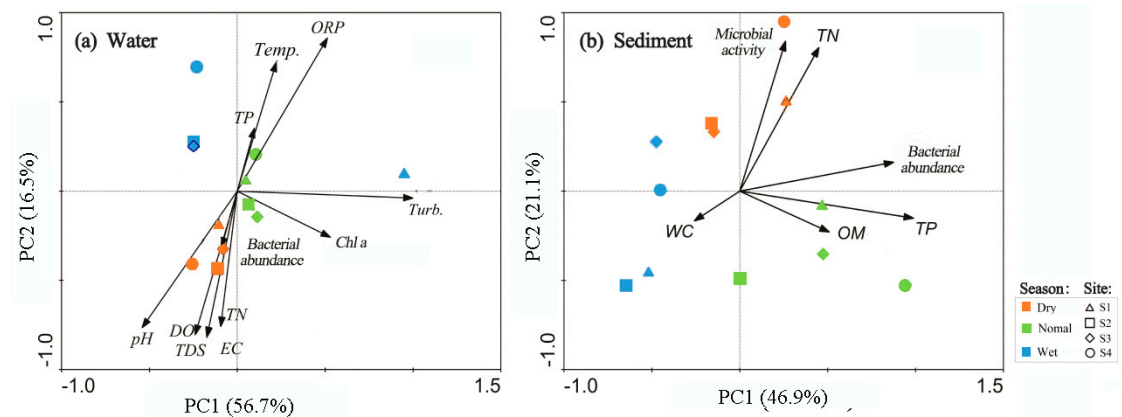 (a) Water
ORP
Temp.
TP
Turb.
Chl a
Bacterial
abundance
pH
DO
TDS
EC
TN
1.0
-1.0
PC2 (16.5%)
-1.0
1.5
PC1 (56.7%)
(b) Sediment
Microbial
activity
TN
Bacterial
abundance
WC
OM
TP
1.0
-1.0
PC2 (21.1%)
-1.0
1.5
PC1 (46.9%)
Season: Site:
Dry S1
Nomal S2
S3
Wet S4